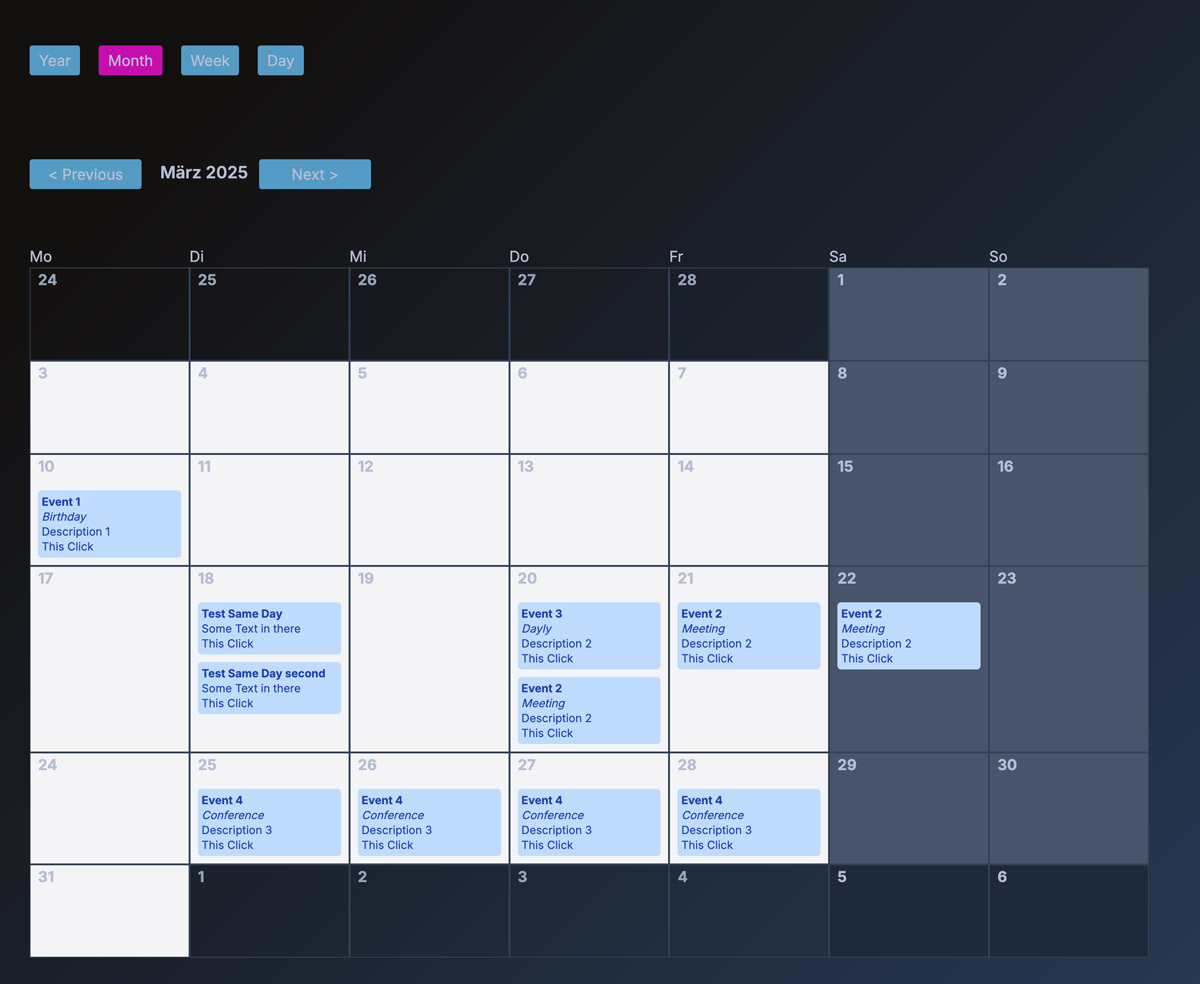 Year Month Week Day
< Previous März 2025 Next >
Mo Di Mi Do Fr Sa So
24 25 26 27 28 1 2
3 4 5 6 7 8 9
10 11 12 13 14 15 16
Event 1
Birthday
Description 1
This Click
17 18 19 20 21 22 23
Test Same Day
Some Text in there
This Click
Test Same Day second
Some Text in there
This Click
Event 3
Dayly
Description 2
This Click
Event 2
Meeting
Description 2
This Click
Event 2
Meeting
Description 2
This Click
Event 2
Meeting
Description 2
This Click
24 25 26 27 28 29 30
Event 4
Conference
Description 3
This Click
Event 4
Conference
Description 3
This Click
Event 4
Conference
Description 3
This Click
Event 4
Conference
Description 3
This Click
31 1 2 3 4 5 6